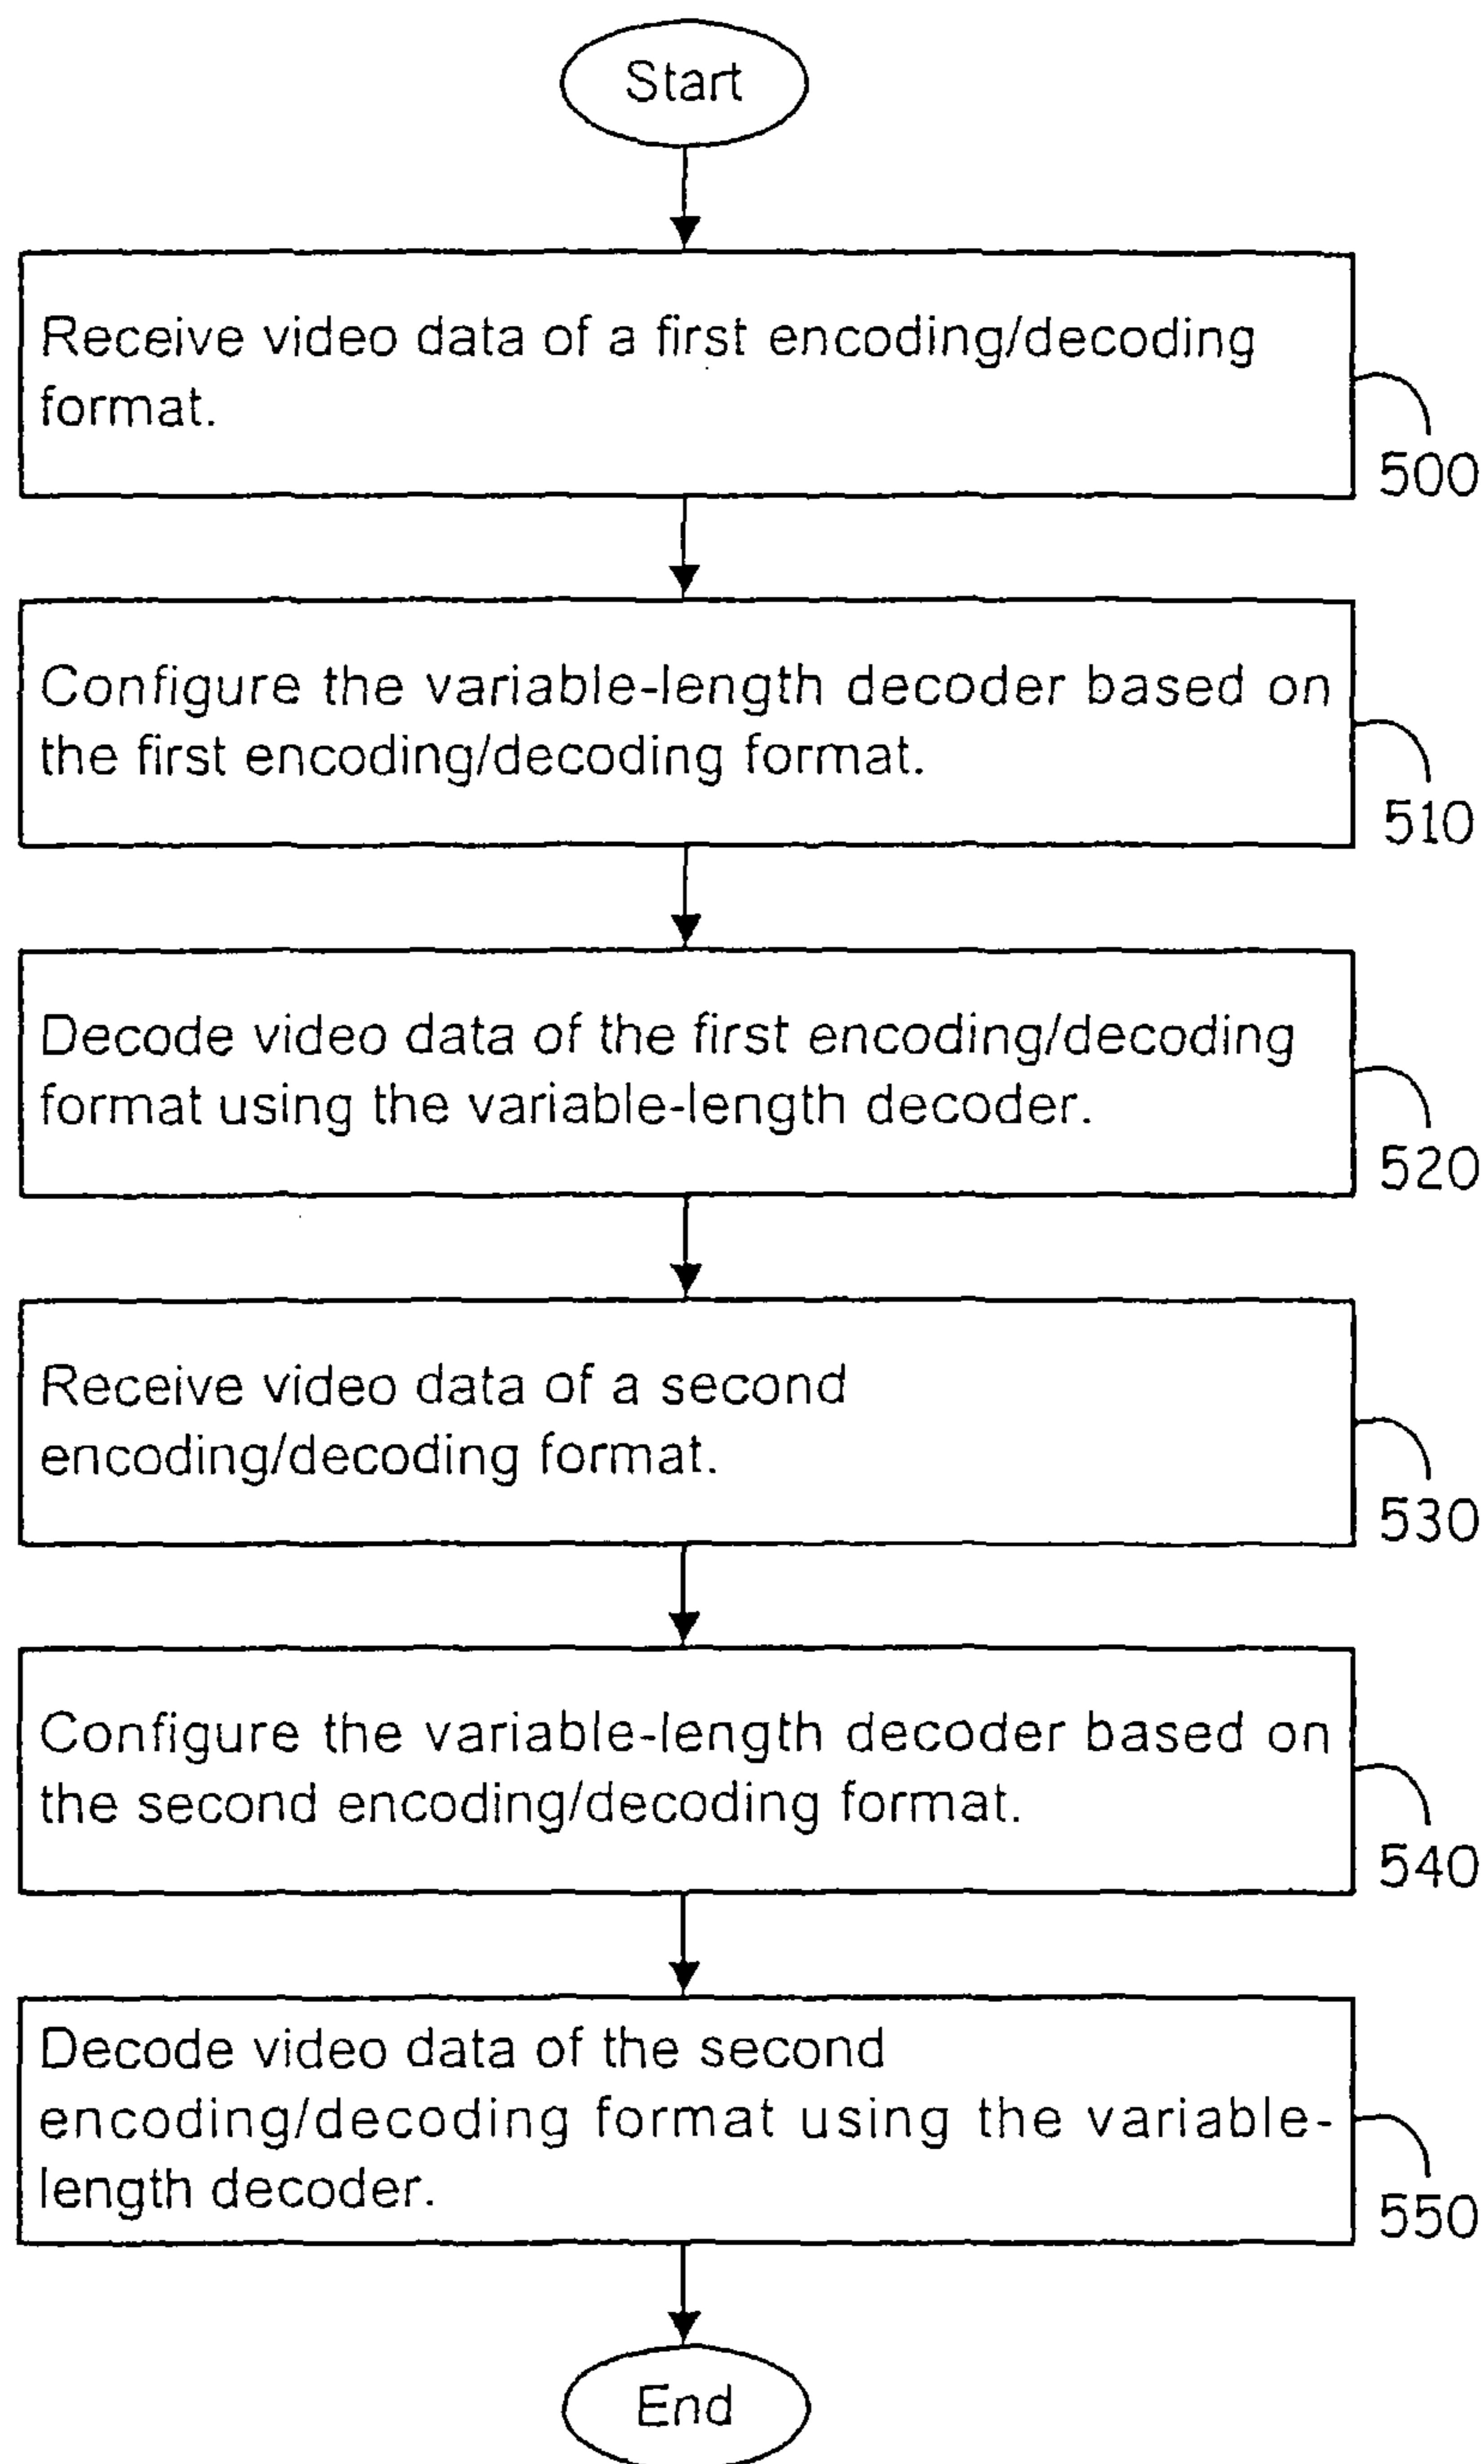 Start
Receive video data of a first encoding/decoding
format.
500
Configure the variable-length decoder based on
the first encoding/decoding format.
510
Decode video data of the first encoding/decoding
format using the variable-length decoder.
520
Receive video data of a second
encoding/decoding format.
530
Configure the variable-length decoder based on
the second encoding/decoding format.
540
Decode video data of the second
encoding/decoding format using the variable-
length decoder.
550
End